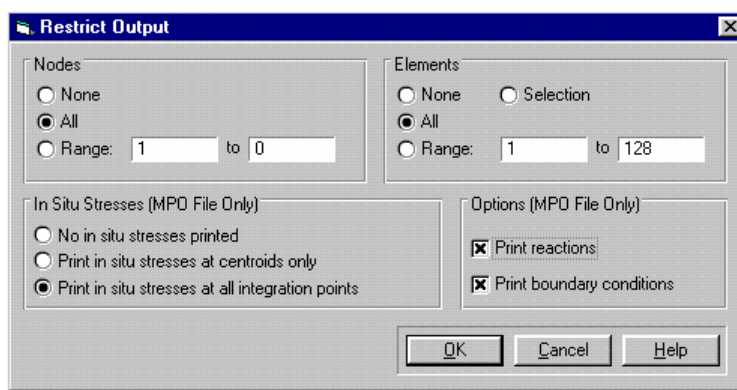 Restrict Output
Nodes
None
All
Range: 1 to 0
Elements
None Selection
All
Range: 1 to 128
In Situ Stresses (MPO File Only)
No in situ stresses printed
Print in situ stresses at centroids only
Print in situ stresses at all integration points
Options (MPO File Only)
Print reactions
Print boundary conditions
OK Cancel Help